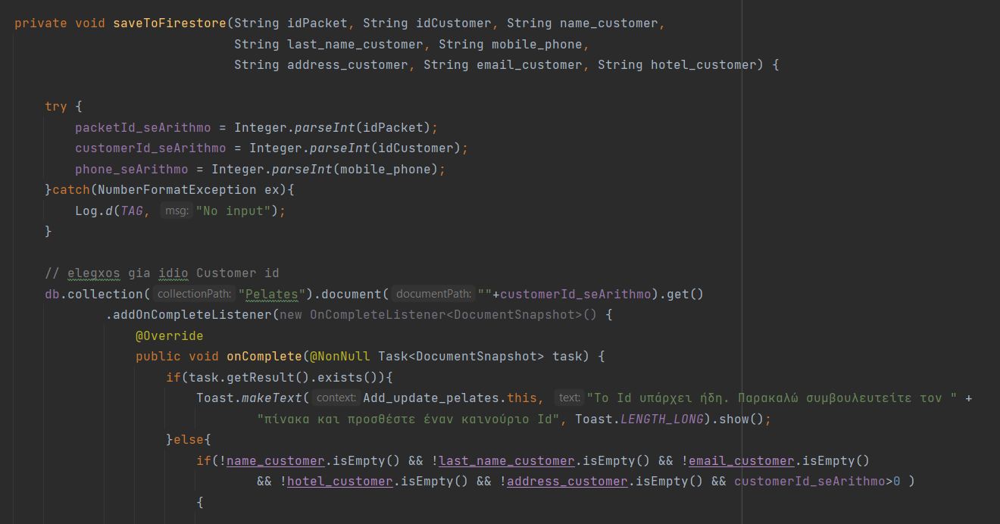 private void saveToFirestore(String idPacket, String idCustomer, String name_customer,
String last_name_customer, String mobile_phone,
String address_customer, String email_customer, String hotel_customer) {
try {
packetId_seArithmo = Integer.parseInt(idPacket);
customerId_seArithmo = Integer.parseInt(idCustomer);
phone_seArithmo = Integer.parseInt(mobile_phone);
}catch(NumberFormatException ex){
Log.d(TAG, msg: "No input");
}
// elegxos gia idio Customer id
db.collection( collectionPath: "Pelates").document( documentPath: ""+customerId_seArithmo).get()
.addOnCompleteListener(new OnCompleteListener<DocumentSnapshot>() {
@Override
public void onComplete(@NonNull Task<DocumentSnapshot> task) {
if(task.getResult().exists()){
Toast.makeText( context: Add_update_pelates.this, text: "Το Id υπάρχει ήδη. Παρακαλώ συμβουλευτείτε τον " +
"πίνακα και προσθέστε έναν καινούριο Id", Toast.LENGTH_LONG).show();
}else{
if(!name_customer.isEmpty() && !last_name_customer.isEmpty() && !email_customer.isEmpty()
&& !hotel_customer.isEmpty() && !address_customer.isEmpty() && customerId_seArithmo>0 )
{